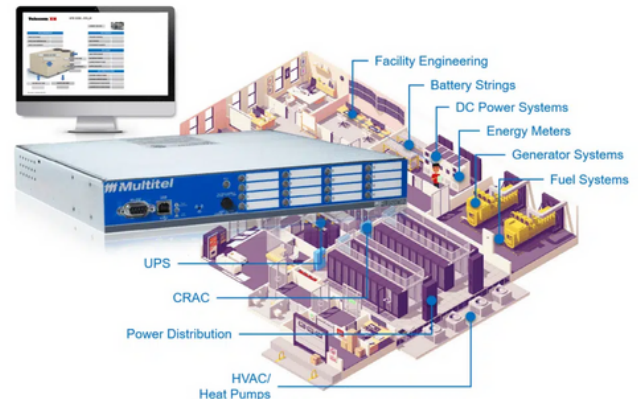 Facility Engineering
Battery Strings
DC Power Systems
Energy Meters
Generator Systems
Fuel Systems
Multitel
UPS
CRAC
Power Distribution
HVAC/
Heat Pumps